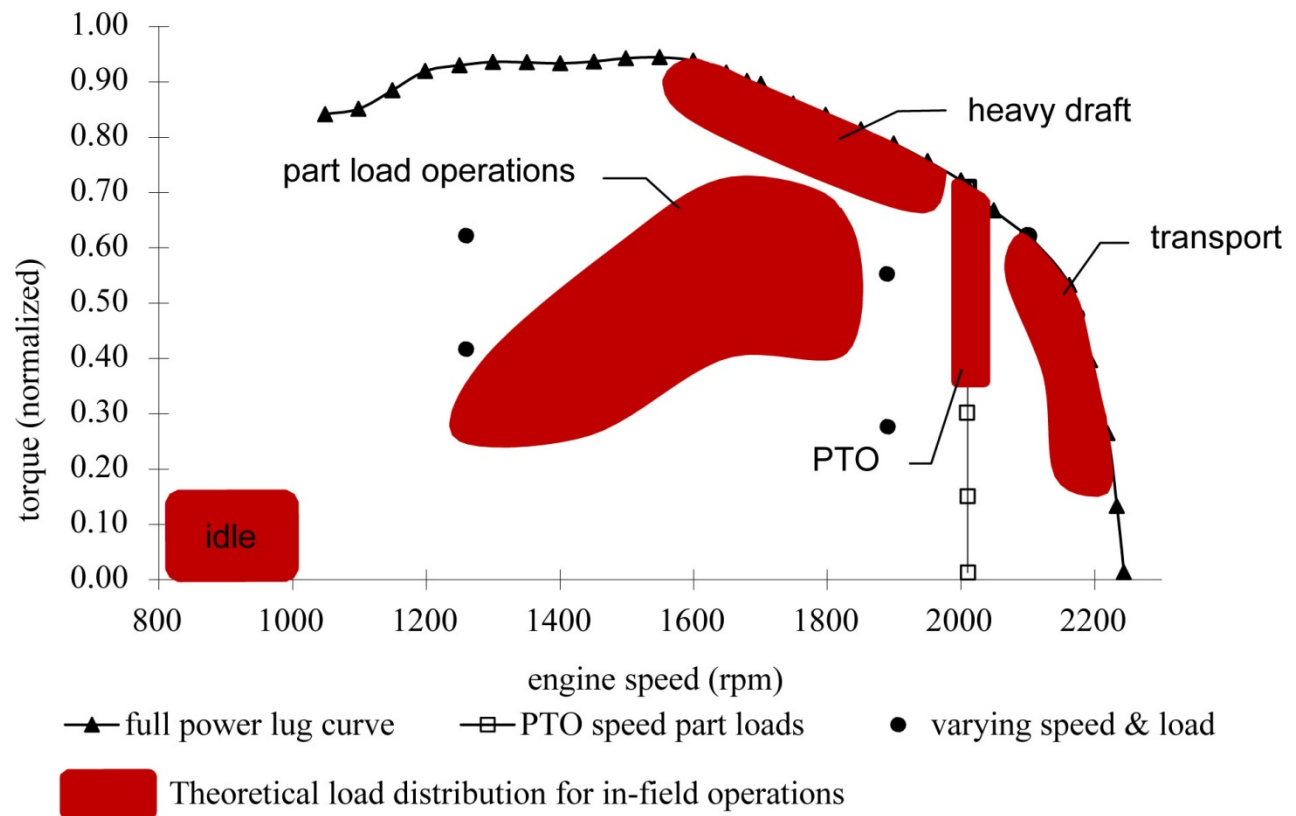 1.00
0.90
0.80
0.70
0.60
0.50
0.40
0.30
0.20
0.10
0.00
torque (normalized)
heavy draft
part load operations
transport
PTO
idle
800 1000 1200 1400 1600 1800 2000 2200
engine speed (rpm)
full power lug curve PTO speed part loads varying speed & load
Theoretical load distribution for in-field operations